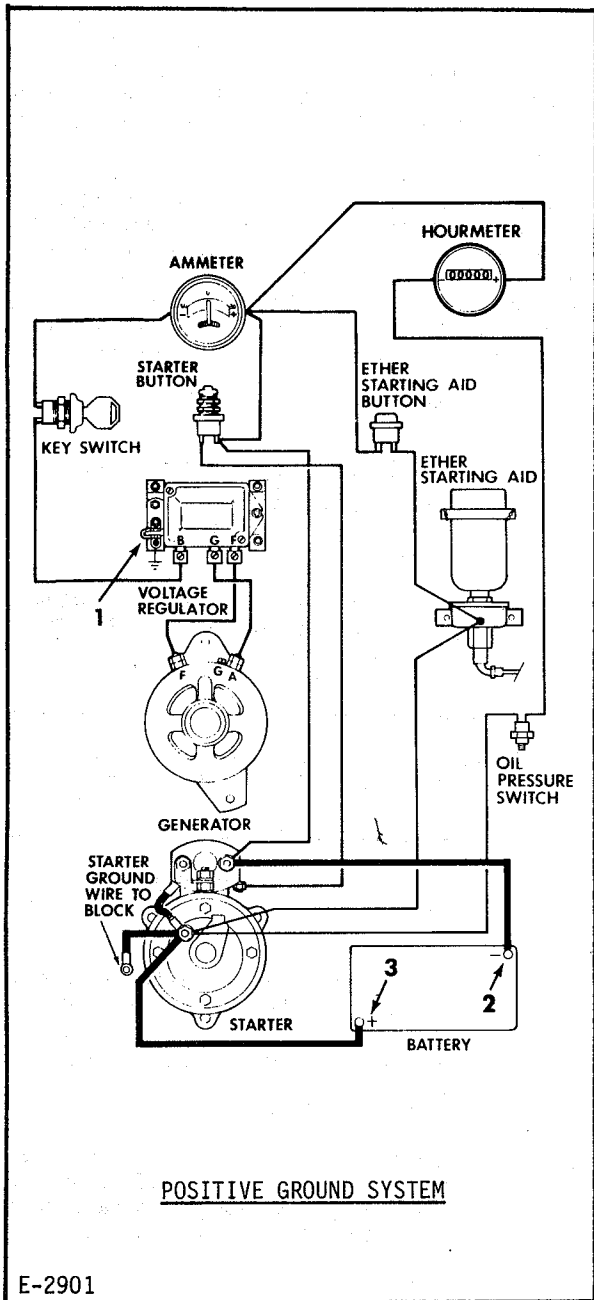 HOURMETER
AMMETER
00000
- +
STARTER
BUTTON
ETHER
STARTING AID
BUTTON
KEY SWITCH
ETHER
STARTING AID
B G F
1
VOLTAGE
REGULATOR
F G A
OIL
PRESSURE
SWITCH
GENERATOR
STARTER
GROUND
WIRE TO
BLOCK
3
-
2
+
STARTER
BATTERY
POSITIVE GROUND SYSTEM
E-2901